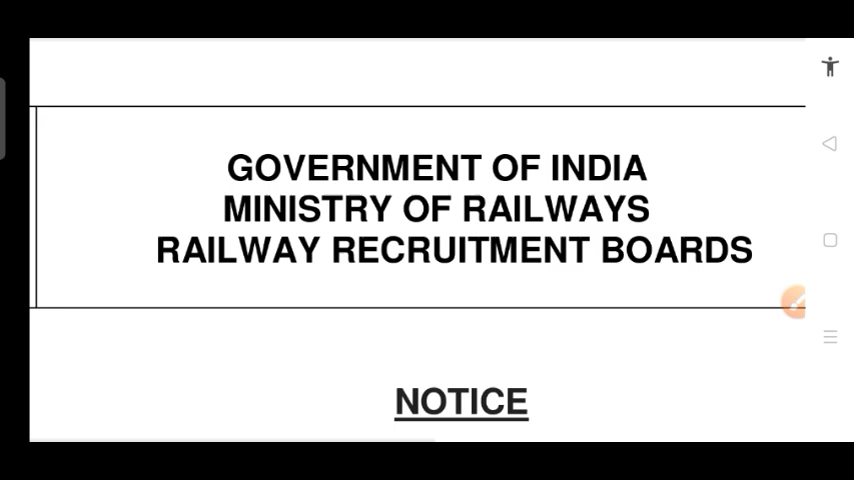 GOVERNMENT OF INDIA
MINISTRY OF RAILWAYS
RAILWAY RECRUITMENT BOARDS
NOTICE